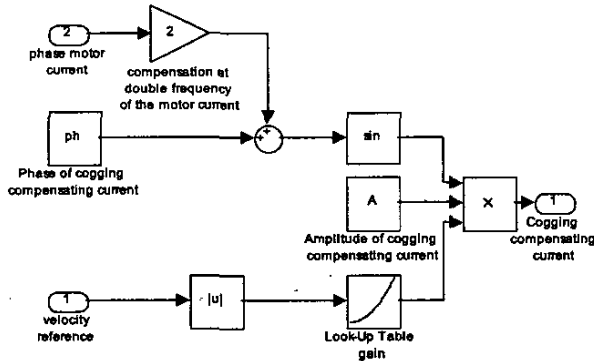 2
phase motor
current
2
compensation at
double frequency
of the motor current
ph
Phase of cogging
compensating current
+
+
sin
A
Amplitude of cogging
compensating current
X
1
Cogging
compensating
current
1
velocity
reference
|u|
Look-Up Table
gain